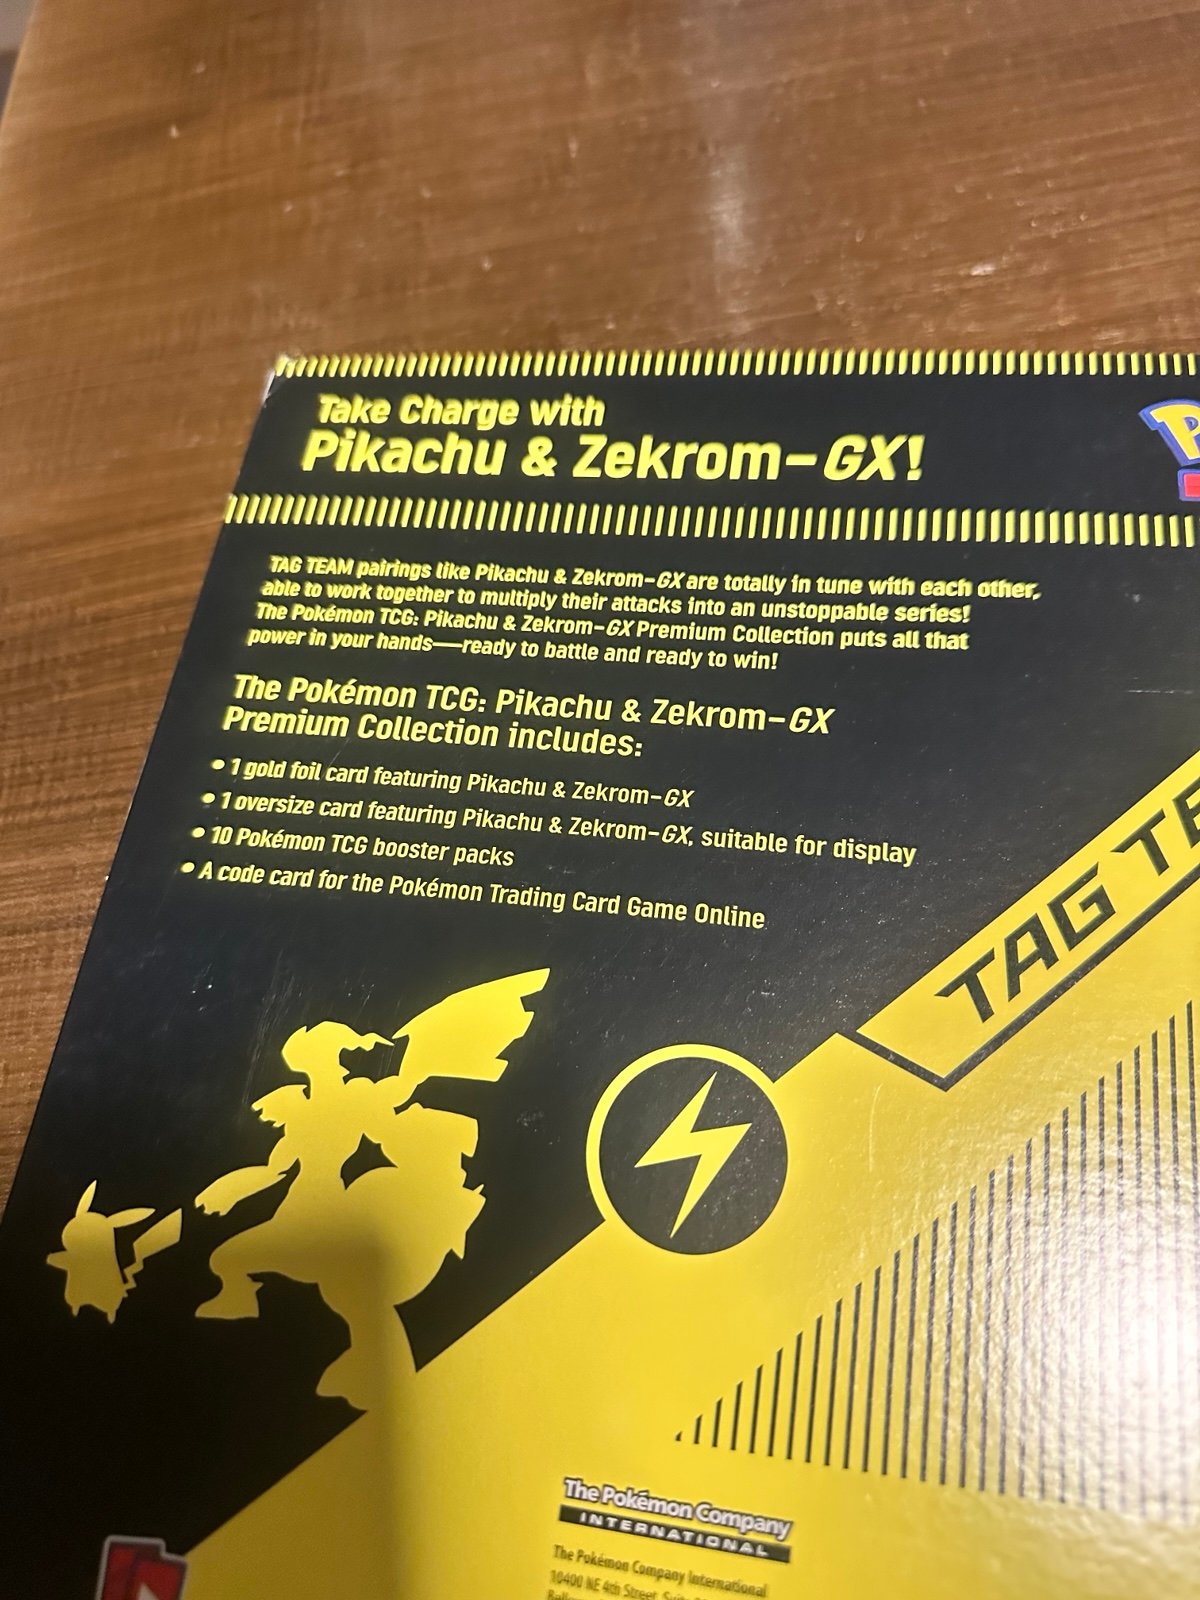 Take Charge with
Pikachu & Zekrom-GX!
TAG TEAM pairings like Pikachu & Zekrom-GX are totally in tune with each other,
able to work together to multiply their attacks into an unstoppable series!
The Pokémon TCG: Pikachu & Zekrom-GX Premium Collection puts all that
power in your hands—ready to battle and ready to win!
The Pokémon TCG: Pikachu & Zekrom-GX
Premium Collection includes:
• 1 gold foil card featuring Pikachu & Zekrom-GX
• 1 oversize card featuring Pikachu & Zekrom-GX, suitable for display
• 10 Pokémon TCG booster packs
• A code card for the Pokémon Trading Card Game Online
TAG
The Pokémon Company
INTERNATIONAL
The Pokémon Company International
10400 NE 4th Street,